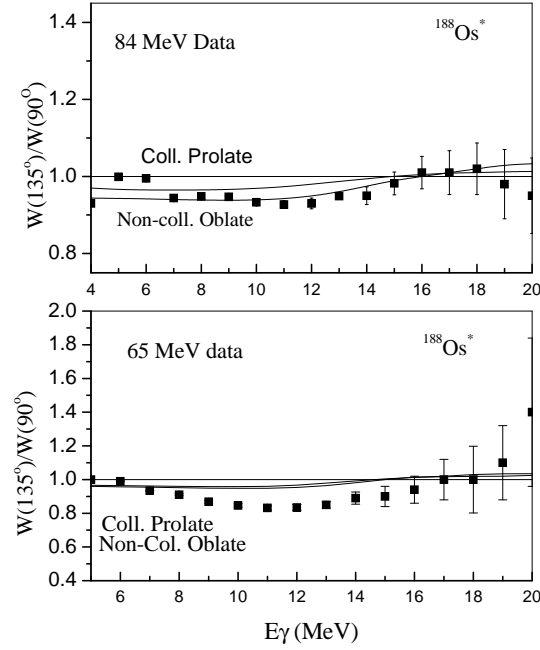 84 MeV Data
¹⁸⁸Os*
W(135°)/W(90°)
1.4
1.2
1.0
0.8
Coll. Prolate
Non-coll. Oblate
4 6 8 10 12 14 16 18 20
65 MeV data
¹⁸⁸Os*
W(135°)/W(90°)
2.0
1.8
1.6
1.4
1.2
1.0
0.8
0.6
0.4
Coll. Prolate
Non-Col. Oblate
6 8 10 12 14 16 18 20
Eγ (MeV)